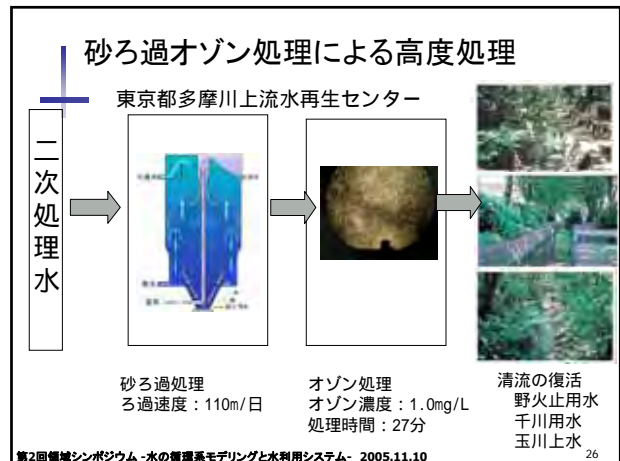 砂ろ過オゾン処理による高度処理
東京都多摩川上流水再生センター
二次処理水
砂ろ過処理
ろ過速度：110m/日
オゾン処理
オゾン濃度：1.0mg/L
処理時間：27分
清流の復活
野火止用水
千川用水
玉川上水
第2回領域シンポジウム -水の循環系モデリングと水利用システム- 2005.11.10
26